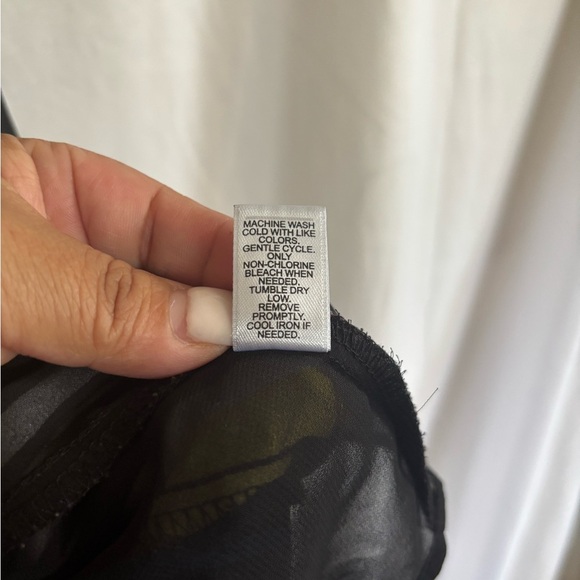 MACHINE WASH
COLD WITH LIKE
COLORS.
GENTLE CYCLE.
ONLY
NON-CHLORINE
BLEACH WHEN
NEEDED.
TUMBLE DRY
LOW.
REMOVE
PROMPTLY.
COOL IRON IF
NEEDED.